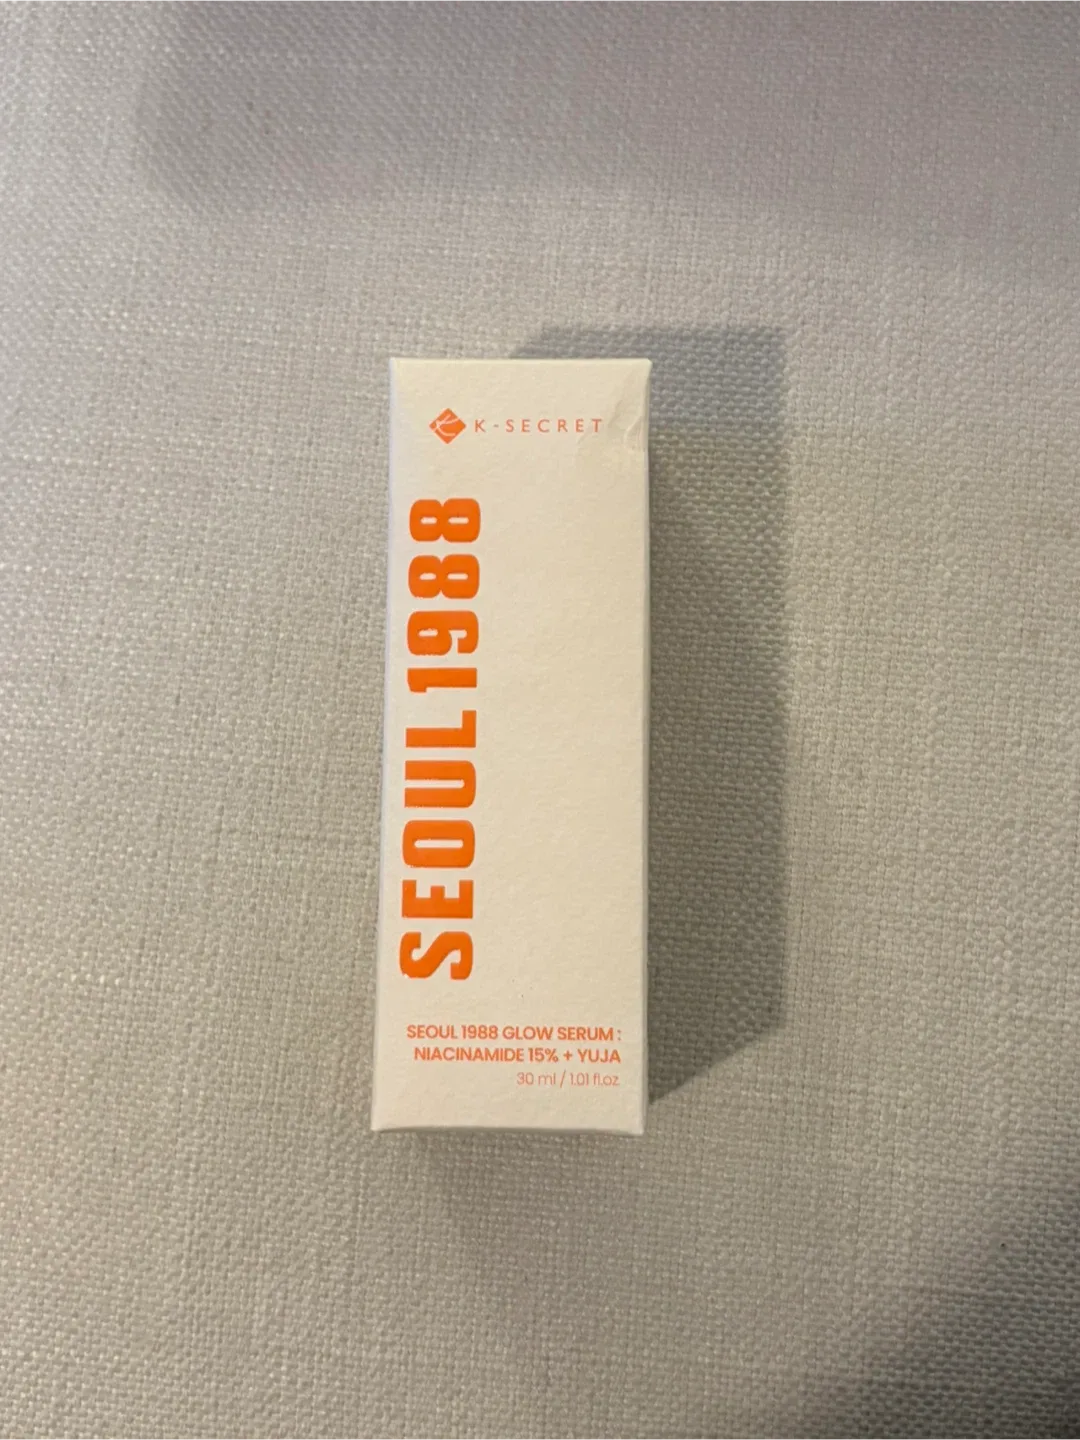 K-SECRET
SEOUL 1988
SEOUL 1988 GLOW SERUM :
NIACINAMIDE 15% + YUJA
30 ml / 1.01 fl.oz